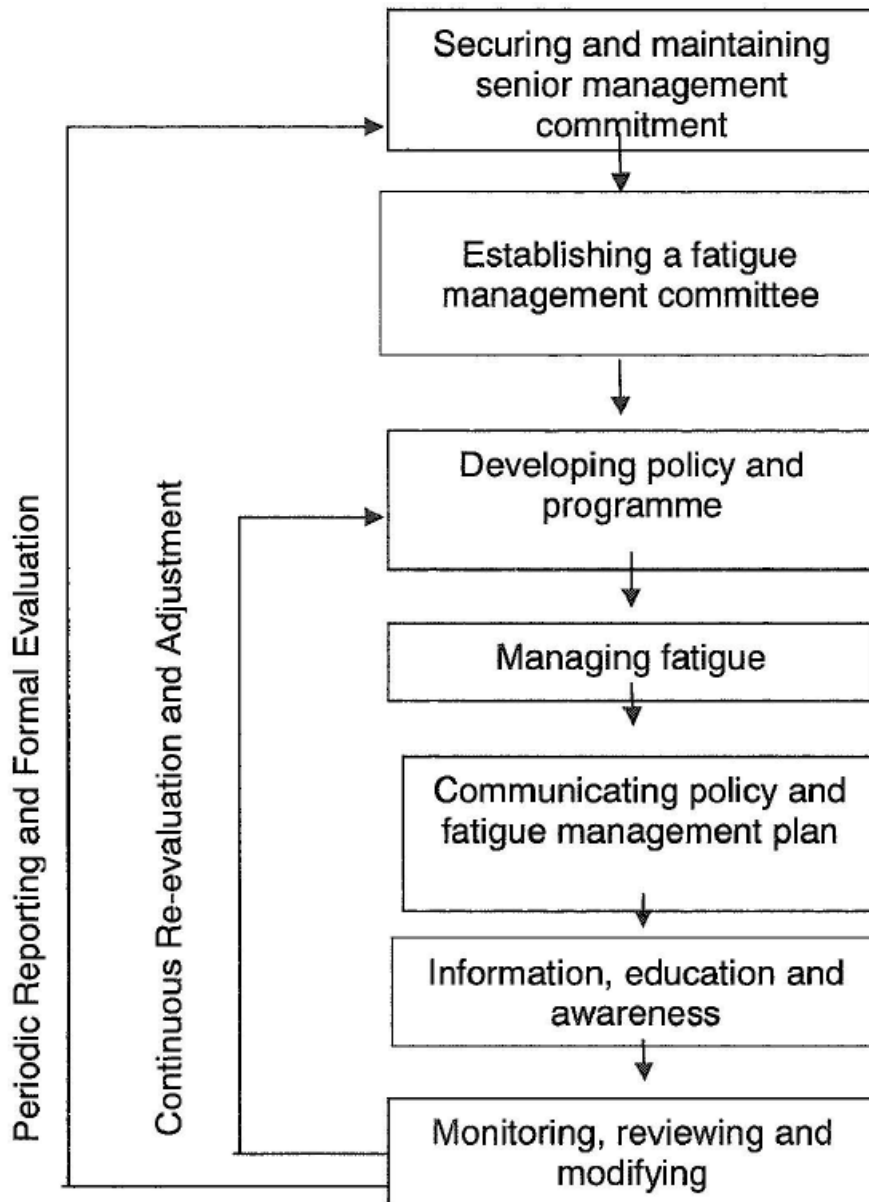 Securing and maintaining
senior management
commitment
Establishing a fatigue
management committee
Developing policy and
programme
Managing fatigue
Communicating policy and
fatigue management plan
Information, education and
awareness
Monitoring, reviewing and
modifying
Periodic Reporting and Formal Evaluation
Continuous Re-evaluation and Adjustment